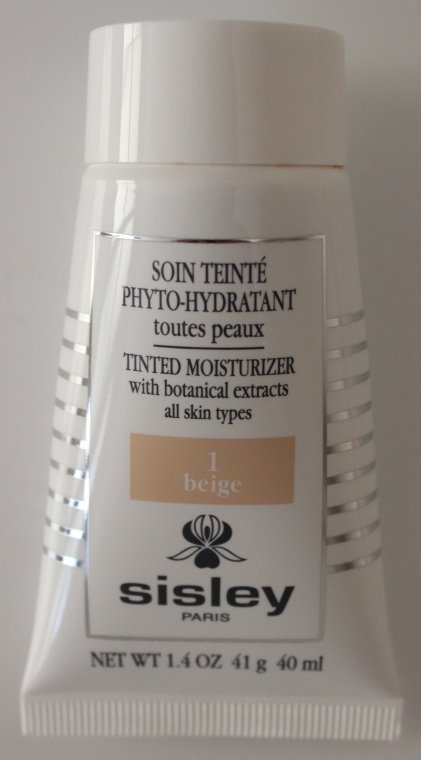 SOIN TEINTÉ
PHYTO-HYDRATANT
toutes peaux
TINTED MOISTURIZER
with botanical extracts
all skin types
1
beige
sisley
PARIS
NET WT 1.4 OZ 41 g 40 ml